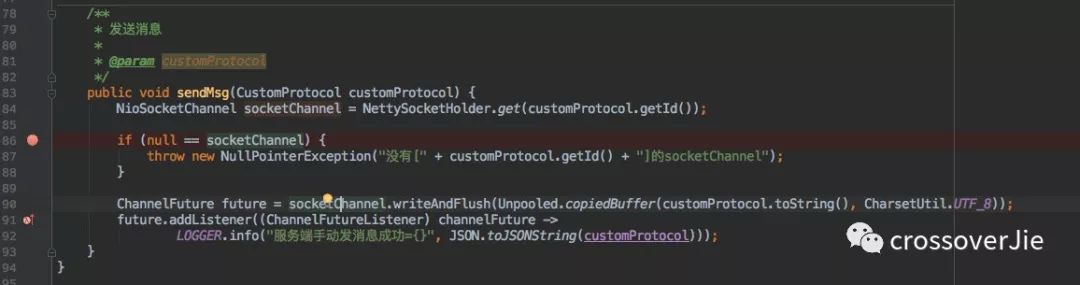 78 /**
79 * 发送消息
80 *
81 * @param customProtocol
82 */
83 public void sendMsg(CustomProtocol customProtocol) {
84 NioSocketChannel socketChannel = NettySocketHolder.get(customProtocol.getId());
85
86 if (null == socketChannel) {
87 throw new NullPointerException("没有[" + customProtocol.getId() + "]的socketChannel");
88 }
89
90 ChannelFuture future = socketChannel.writeAndFlush(Unpooled.copiedBuffer(customProtocol.toString(), CharsetUtil.UTF_8));
91 future.addListener((ChannelFutureListener) channelFuture ->
92 LOGGER.info("服务端手动发消息成功={}", JSON.toJSONString(customProtocol)));
93 }
94 }
95
crossoverJie